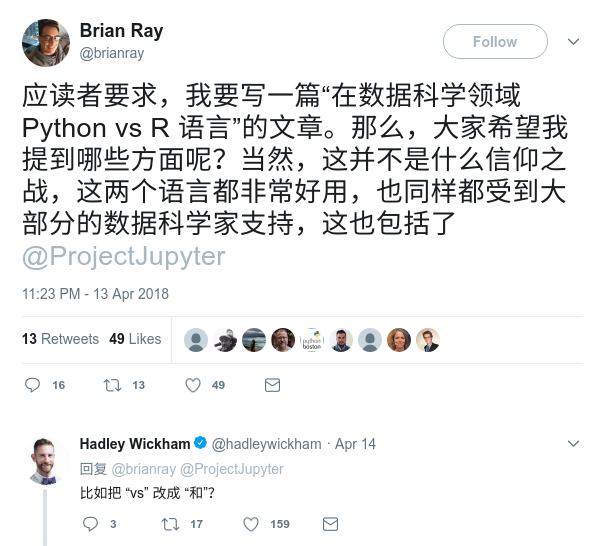 Brian Ray
@brianray
Follow
应读者要求，我要写一篇“在数据科学领域
Python vs R 语言”的文章。那么，大家希望我
提到哪些方面呢？当然，这并不是什么信仰之
战，这两个语言都非常好用，也同样都受到大
部分的数据科学家支持，这也包括了
@ProjectJupyter
11:23 PM - 13 Apr 2018
13 Retweets 49 Likes
python
boston
16 13 49
Hadley Wickham @hadleywickham · Apr 14
回复 @brianray @ProjectJupyter
比如把 “vs” 改成 “和”？
3 17 159